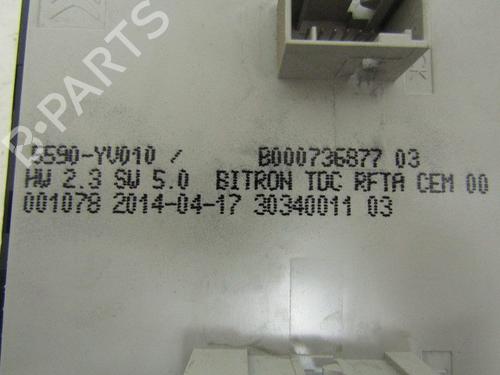 5590-YV010 / B000736877 03
HW 2.3 SW 5.0 BITRON TDC RFTA CEM 00
001078 2014-04-17 30340011 03
B-PARTS